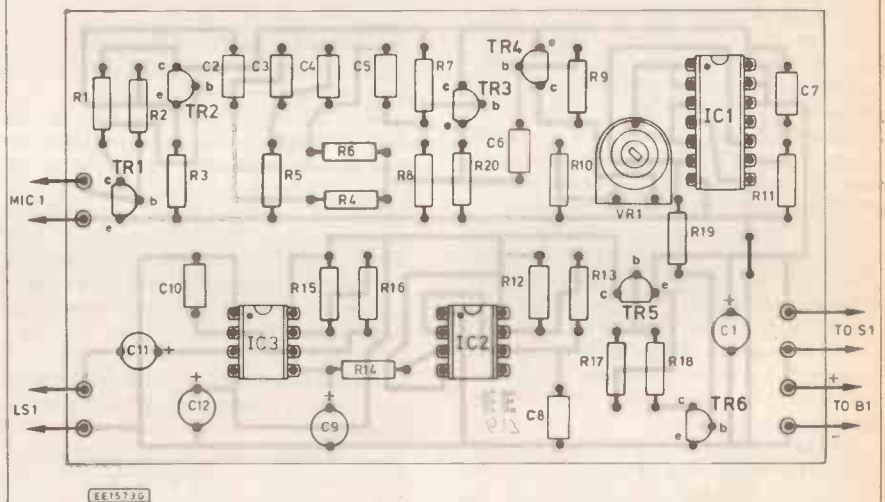 TR4
e
b
c
R1
R2
c
b
e
TR2
C2
C3
C4
C5
R7
c
TR3
b
e
R9
IC1
C7
TR1
c
b
e
MIC 1
R3
R5
R6
R4
R8
R20
C6
R10
VR1
R11
R19
C10
R15
R16
R12
R13
b
c
e
TR5
C11
+
IC3
IC2
+
C1
TO S1
R14
R17
R18
LS1
+
C12
+
C9
C8
TR6
c
b
e
+
TO B1
-
EE1573G